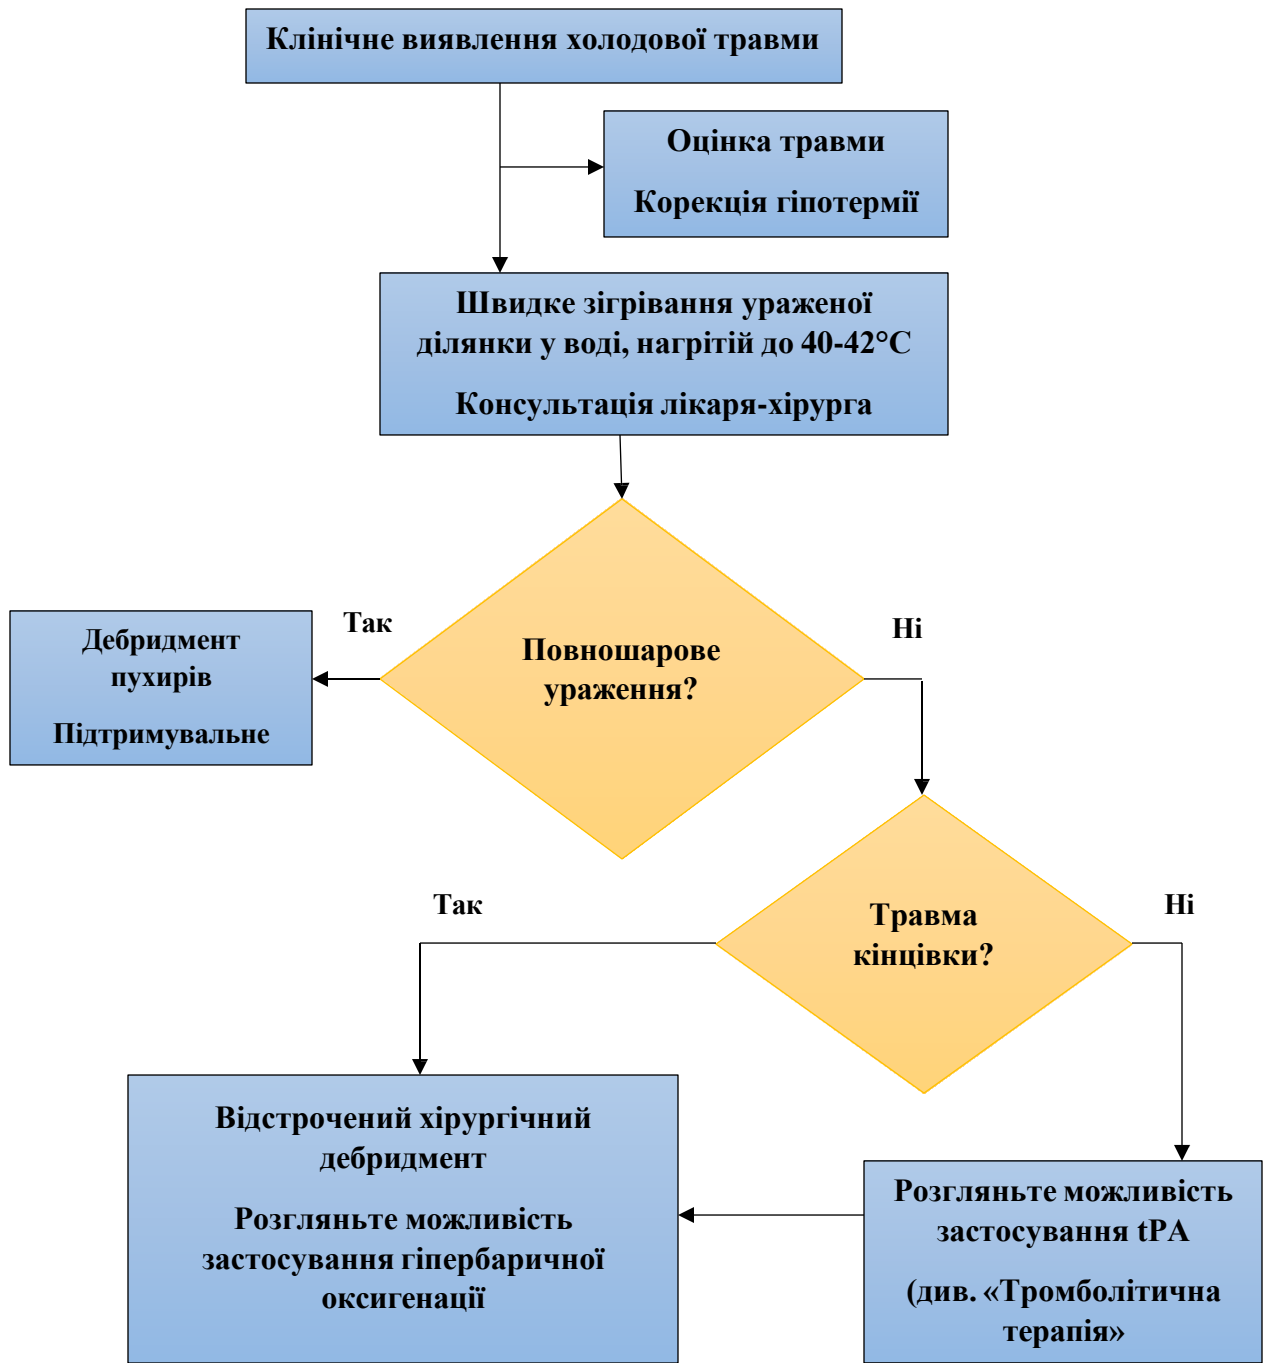 Клінічне виявлення холодової травми
Оцінка травми
Корекція гіпотермії
Швидке зігрівання ураженої
ділянки у воді, нагрітій до 40-42°C
Консультація лікаря-хірурга
Так
Ні
Повношарове
ураження?
Дебридмент
пухирів
Підтримувальне
Так
Ні
Травма
кінцівки?
Відстрочений хірургічний
дебридмент
Розгляньте можливість
застосування гіпербаричної
оксигенації
Розгляньте можливість
застосування tPA
(див. «Тромболітична
терапія»